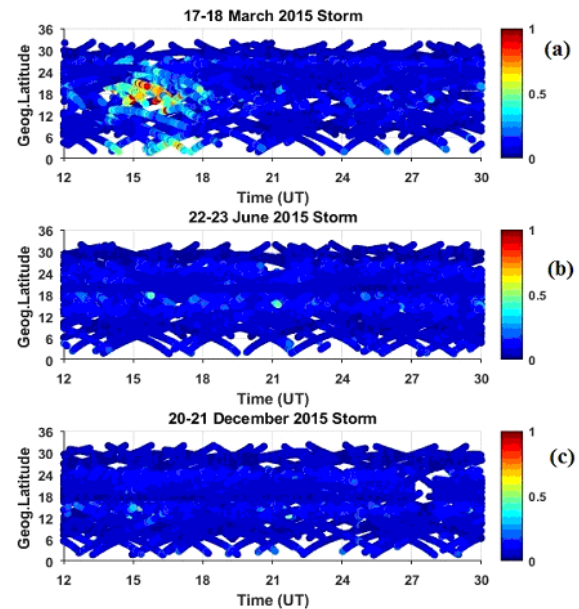 17-18 March 2015 Storm
(a)
Geog.Latitude
36
30
24
18
12
6
0
12 15 18 21 24 27 30
Time (UT)
1
0.5
0
22-23 June 2015 Storm
(b)
Geog.Latitude
36
30
24
18
12
6
0
12 15 18 21 24 27 30
Time (UT)
1
0.5
0
20-21 December 2015 Storm
(c)
Geog.Latitude
36
30
24
18
12
6
0
12 15 18 21 24 27 30
Time (UT)
1
0.5
0